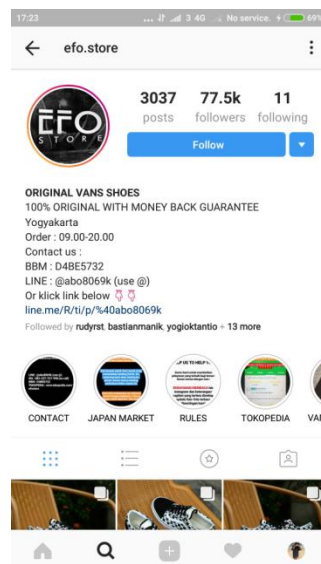 17:23
... 3 4G No service. 69%
efo.store
EFO
STORE
3037 77.5k 11
posts followers following
Follow
ORIGINAL VANS SHOES
100% ORIGINAL WITH MONEY BACK GUARANTEE
Yogyakarta
Order : 09.00-20.00
Contact us :
BBM : D4BE5732
LINE : @abo8069k (use @)
Or klick link below 👇👇
line.me/R/ti/p/%40abo8069k
Followed by rudyrst, bastianmanik, yogioktantio + 13 more
CONTACT JAPAN MARKET RULES TOKOPEDIA VAN